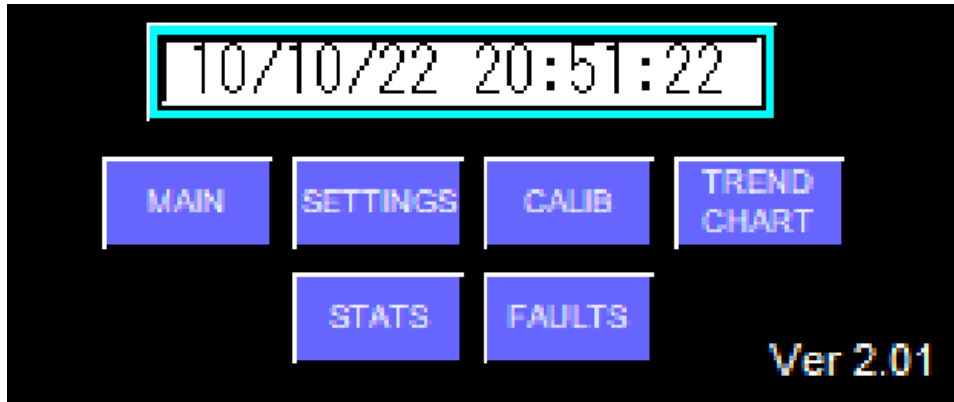 10/10/22 20:51:22
MAIN
SETTINGS
CALIB
TREND
CHART
STATS
FAULTS
Ver 2.01